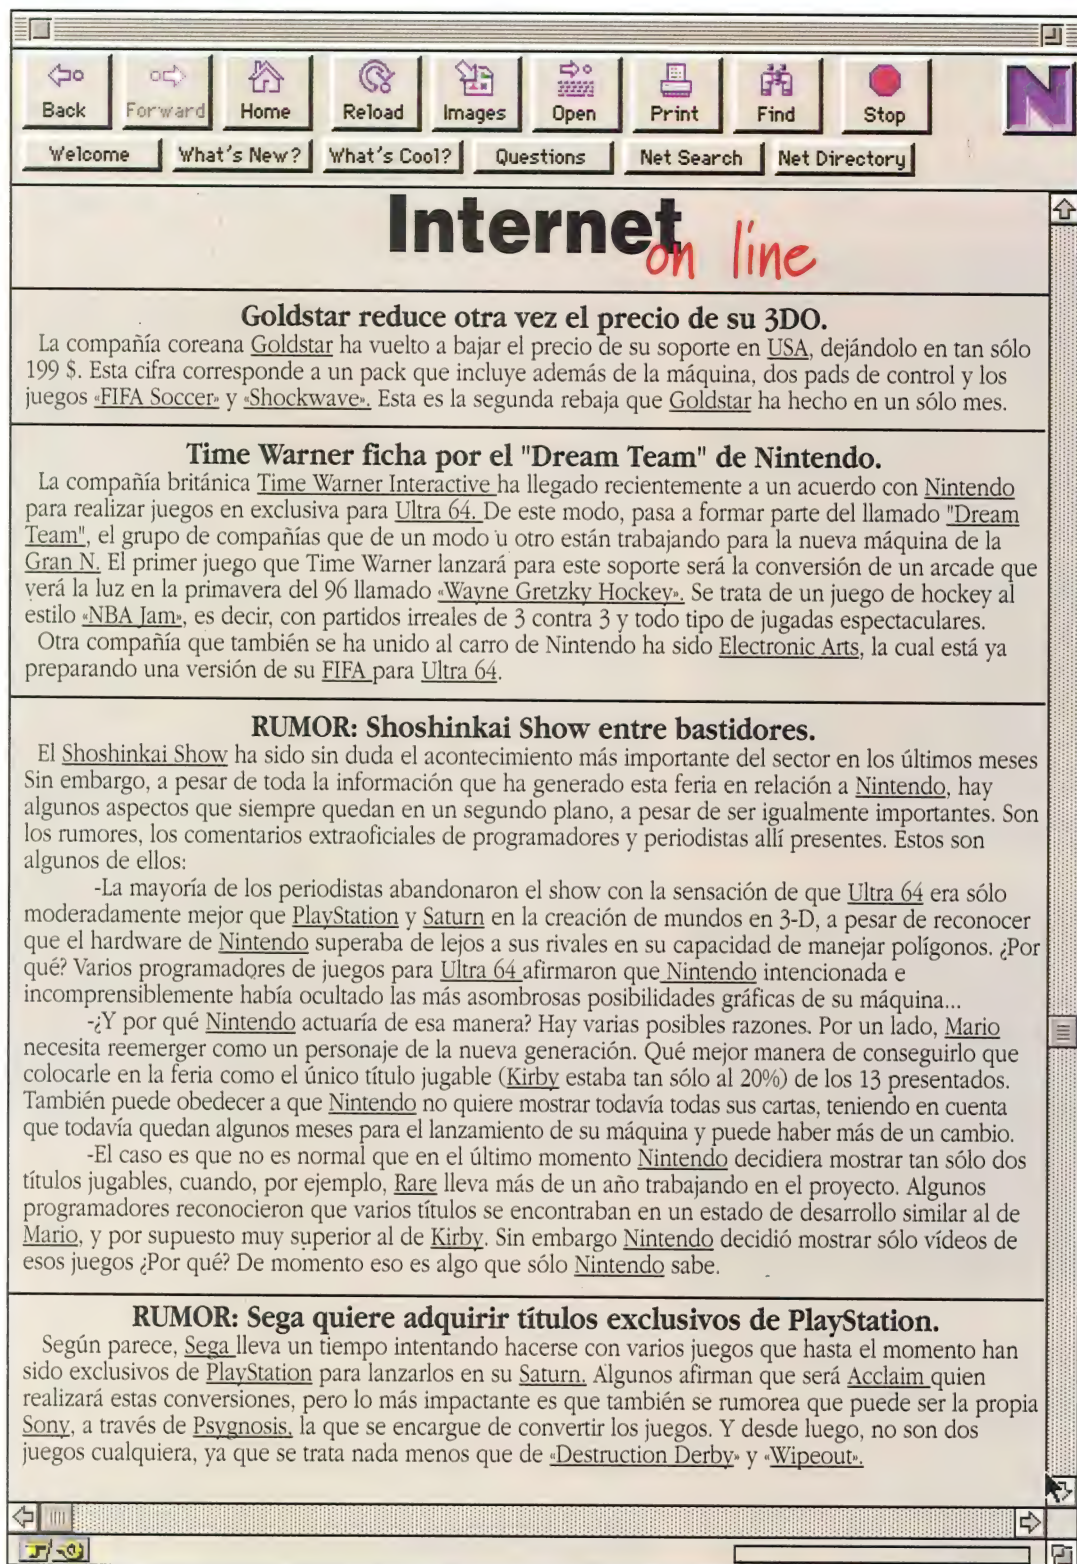 Back Forward Home Reload Images Open Print Find Stop N
Welcome What's New? What's Cool? Questions Net Search Net Directory
Internet
on line
Goldstar reduce otra vez el precio de su 3DO.
La compañía coreana Goldstar ha vuelto a bajar el precio de su soporte en USA, dejándolo en tan sólo
199 $. Esta cifra corresponde a un pack que incluye además de la máquina, dos pads de control y los
juegos «FIFA Soccer» y «Shockwave». Esta es la segunda rebaja que Goldstar ha hecho en un sólo mes.
Time Warner ficha por el "Dream Team" de Nintendo.
La compañía británica Time Warner Interactive ha llegado recientemente a un acuerdo con Nintendo
para realizar juegos en exclusiva para Ultra 64. De este modo, pasa a formar parte del llamado "Dream
Team", el grupo de compañías que de un modo u otro están trabajando para la nueva máquina de la
Gran N. El primer juego que Time Warner lanzará para este soporte será la conversión de un arcade que
verá la luz en la primavera del 96 llamado «Wayne Gretzky Hockey». Se trata de un juego de hockey al
estilo «NBA Jam», es decir, con partidos irreales de 3 contra 3 y todo tipo de jugadas espectaculares.
Otra compañía que también se ha unido al carro de Nintendo ha sido Electronic Arts, la cual está ya
preparando una versión de su FIFA para Ultra 64.
RUMOR: Shoshinkai Show entre bastidores.
El Shoshinkai Show ha sido sin duda el acontecimiento más importante del sector en los últimos meses
Sin embargo, a pesar de toda la información que ha generado esta feria en relación a Nintendo, hay
algunos aspectos que siempre quedan en un segundo plano, a pesar de ser igualmente importantes. Son
los rumores, los comentarios extraoficiales de programadores y periodistas allí presentes. Estos son
algunos de ellos:
-La mayoría de los periodistas abandonaron el show con la sensación de que Ultra 64 era sólo
moderadamente mejor que PlayStation y Saturn en la creación de mundos en 3-D, a pesar de reconocer
que el hardware de Nintendo superaba de lejos a sus rivales en su capacidad de manejar polígonos. ¿Por
qué? Varios programadores de juegos para Ultra 64 afirmaron que Nintendo intencionada e
incomprensiblemente había ocultado las más asombrosas posibilidades gráficas de su máquina...
-¿Y por qué Nintendo actuaría de esa manera? Hay varias posibles razones. Por un lado, Mario
necesita reemerger como un personaje de la nueva generación. Qué mejor manera de conseguirlo que
colocarle en la feria como el único título jugable (Kirby estaba tan sólo al 20%) de los 13 presentados.
También puede obedecer a que Nintendo no quiere mostrar todavía todas sus cartas, teniendo en cuenta
que todavía quedan algunos meses para el lanzamiento de su máquina y puede haber más de un cambio.
-El caso es que no es normal que en el último momento Nintendo decidiera mostrar tan sólo dos
títulos jugables, cuando, por ejemplo, Rare lleva más de un año trabajando en el proyecto. Algunos
programadores reconocieron que varios títulos se encontraban en un estado de desarrollo similar al de
Mario, y por supuesto muy superior al de Kirby. Sin embargo Nintendo decidió mostrar sólo vídeos de
esos juegos ¿Por qué? De momento eso es algo que sólo Nintendo sabe.
RUMOR: Sega quiere adquirir títulos exclusivos de PlayStation.
Según parece, Sega lleva un tiempo intentando hacerse con varios juegos que hasta el momento han
sido exclusivos de PlayStation para lanzarlos en su Saturn. Algunos afirman que será Acclaim quien
realizará estas conversiones, pero lo más impactante es que también se rumorea que puede ser la propia
Sony, a través de Psygnosis, la que se encargue de convertir los juegos. Y desde luego, no son dos
juegos cualquiera, ya que se trata nada menos que de «Destruction Derby» y «Wipeout».